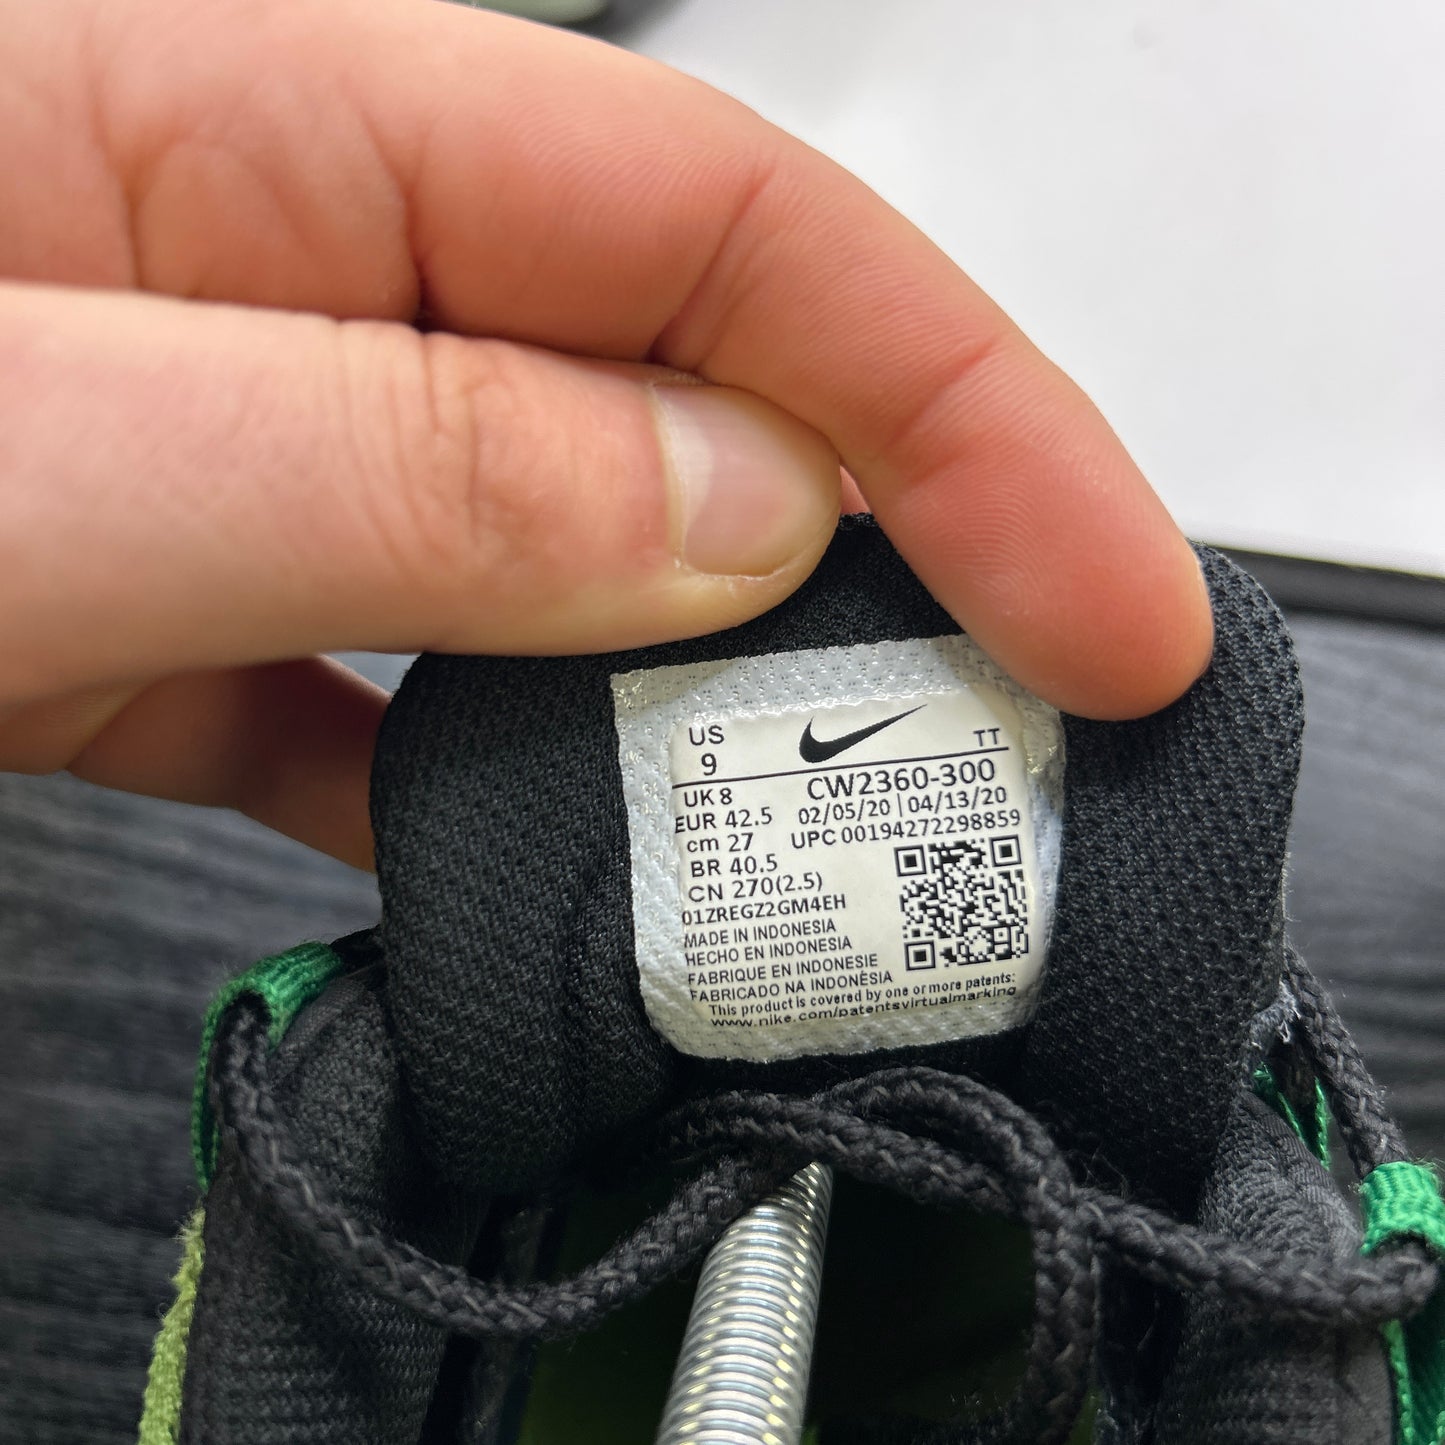 US
9
TT
UK 8
CW2360-300
EUR 42.5
02/05/20 | 04/13/20
cm 27
UPC 00194272298859
BR 40.5
CN 270(2.5)
01ZREGZ2GM4EH
MADE IN INDONESIA
HECHO EN INDONESIA
FABRIQUE EN INDONESIE
FABRICADO NA INDONÉSIA
This product is covered by one or more patents:
www.nike.com/patentsvirtualmarking